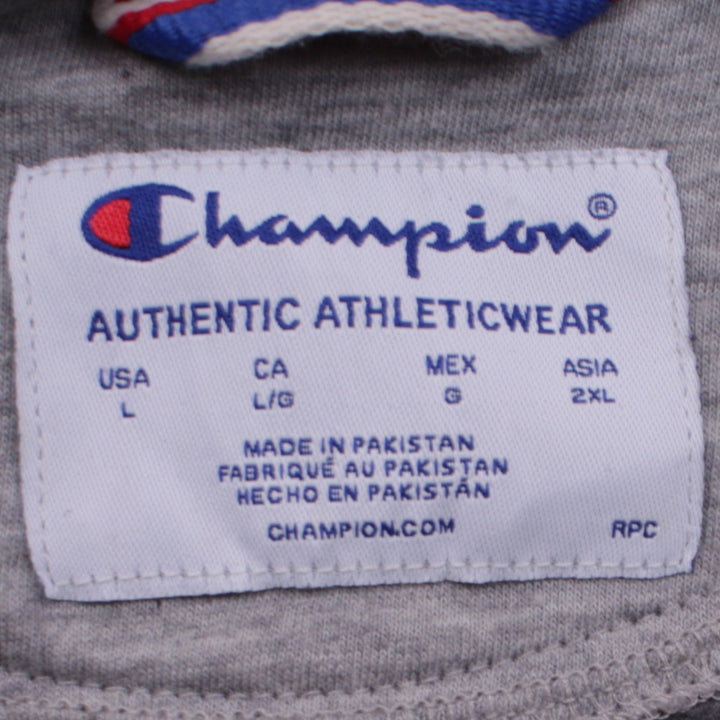 Champion®
AUTHENTIC ATHLETICWEAR
USA CA MEX ASIA
L L/G G 2XL
MADE IN PAKISTAN
FABRIQUÉ AU PAKISTAN
HECHO EN PAKISTÁN
CHAMPION.COM RPC